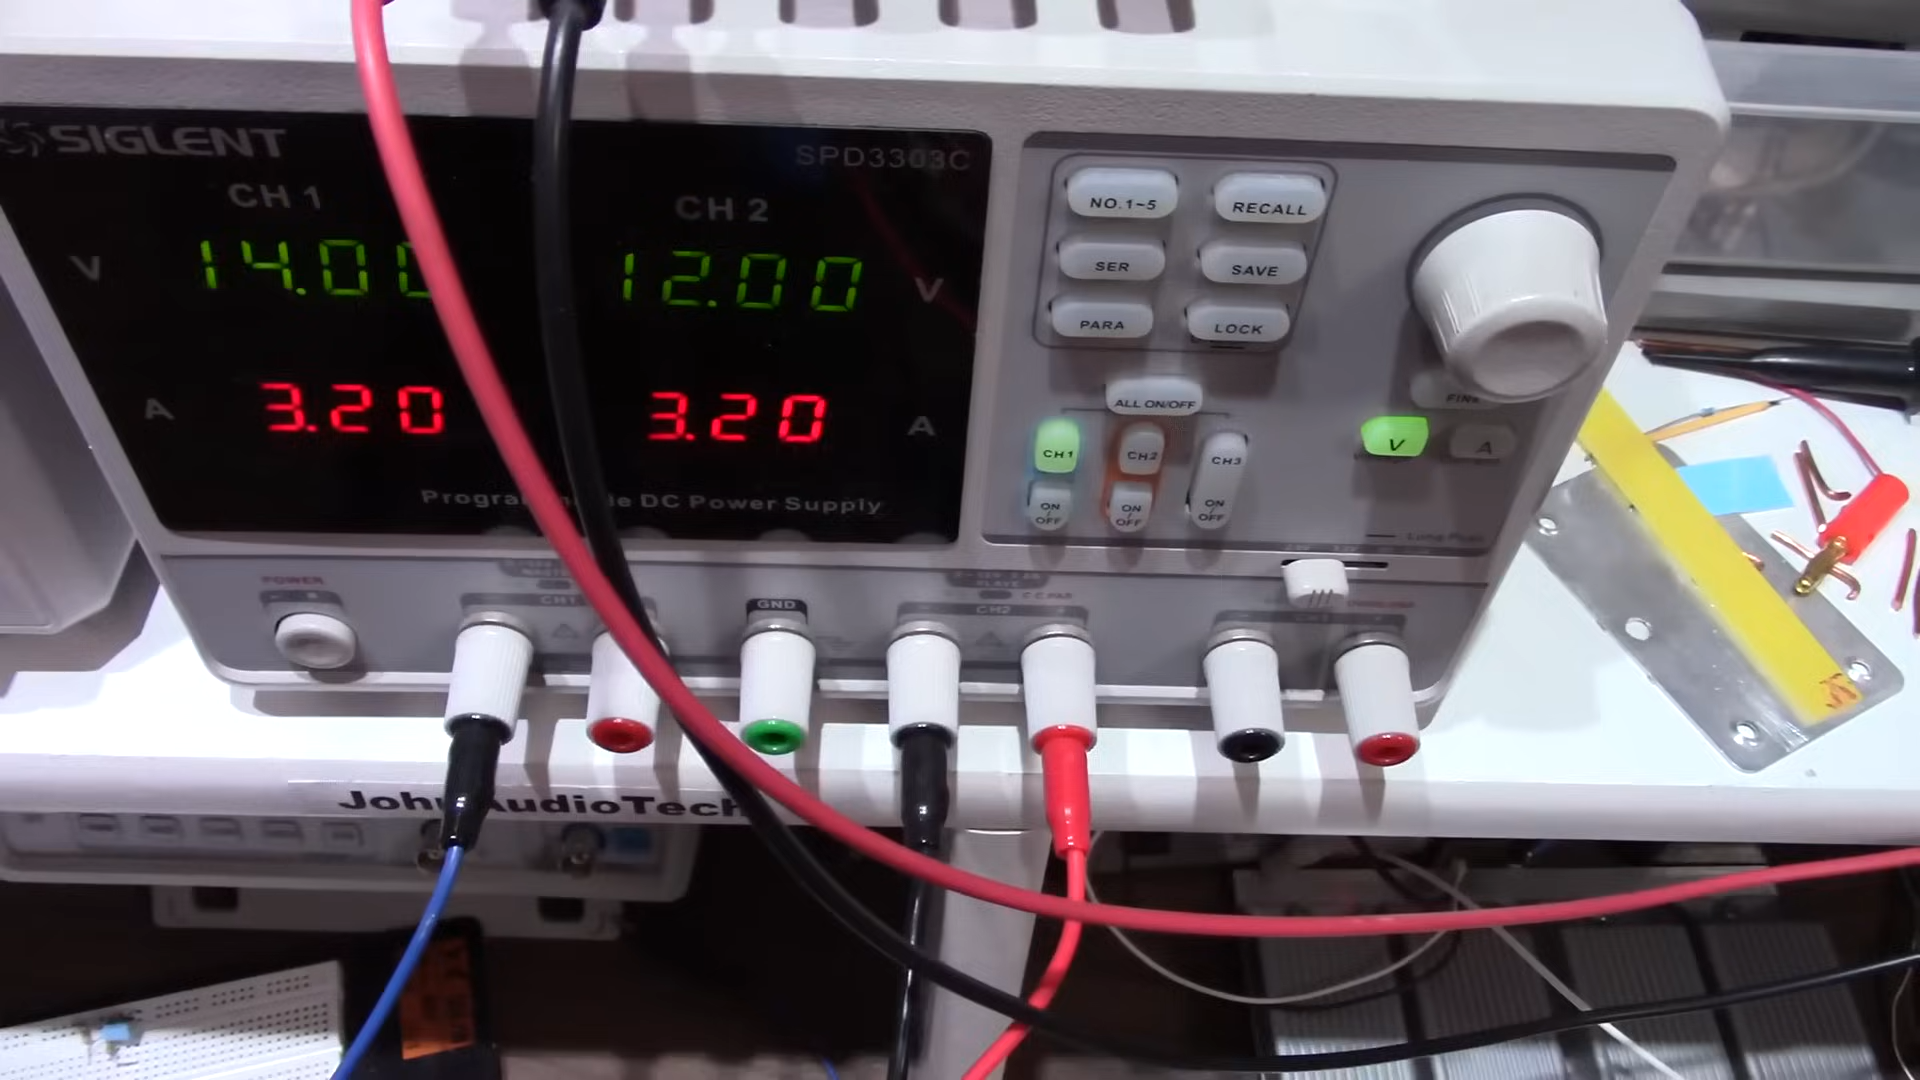 SIGLENT
SPD3303C
CH 1
CH 2
V
14.00
12.00
V
A
3.20
3.20
A
DC Power Supply
NO.1~5
RECALL
SER
SAVE
PARA
LOCK
ALL ON/OFF
FINE
CH1
CH2
CH3
V
A
ON
OFF
ON
OFF
ON
OFF
POWER
CH1
GND
CH2
AudioTech